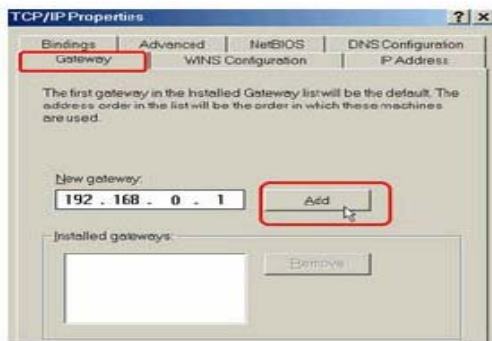 TCP/IP Properties ? x
Bindings Advanced NetBIOS DNS Configuration
Gateway WINS Configuration IP Address
The first gateway in the Installed Gateway list will be the default. The
address order in the list will be the order in which these machines
are used.
New gateway:
192 . 168 . 0 . 1 Add
Installed gateways:
Remove